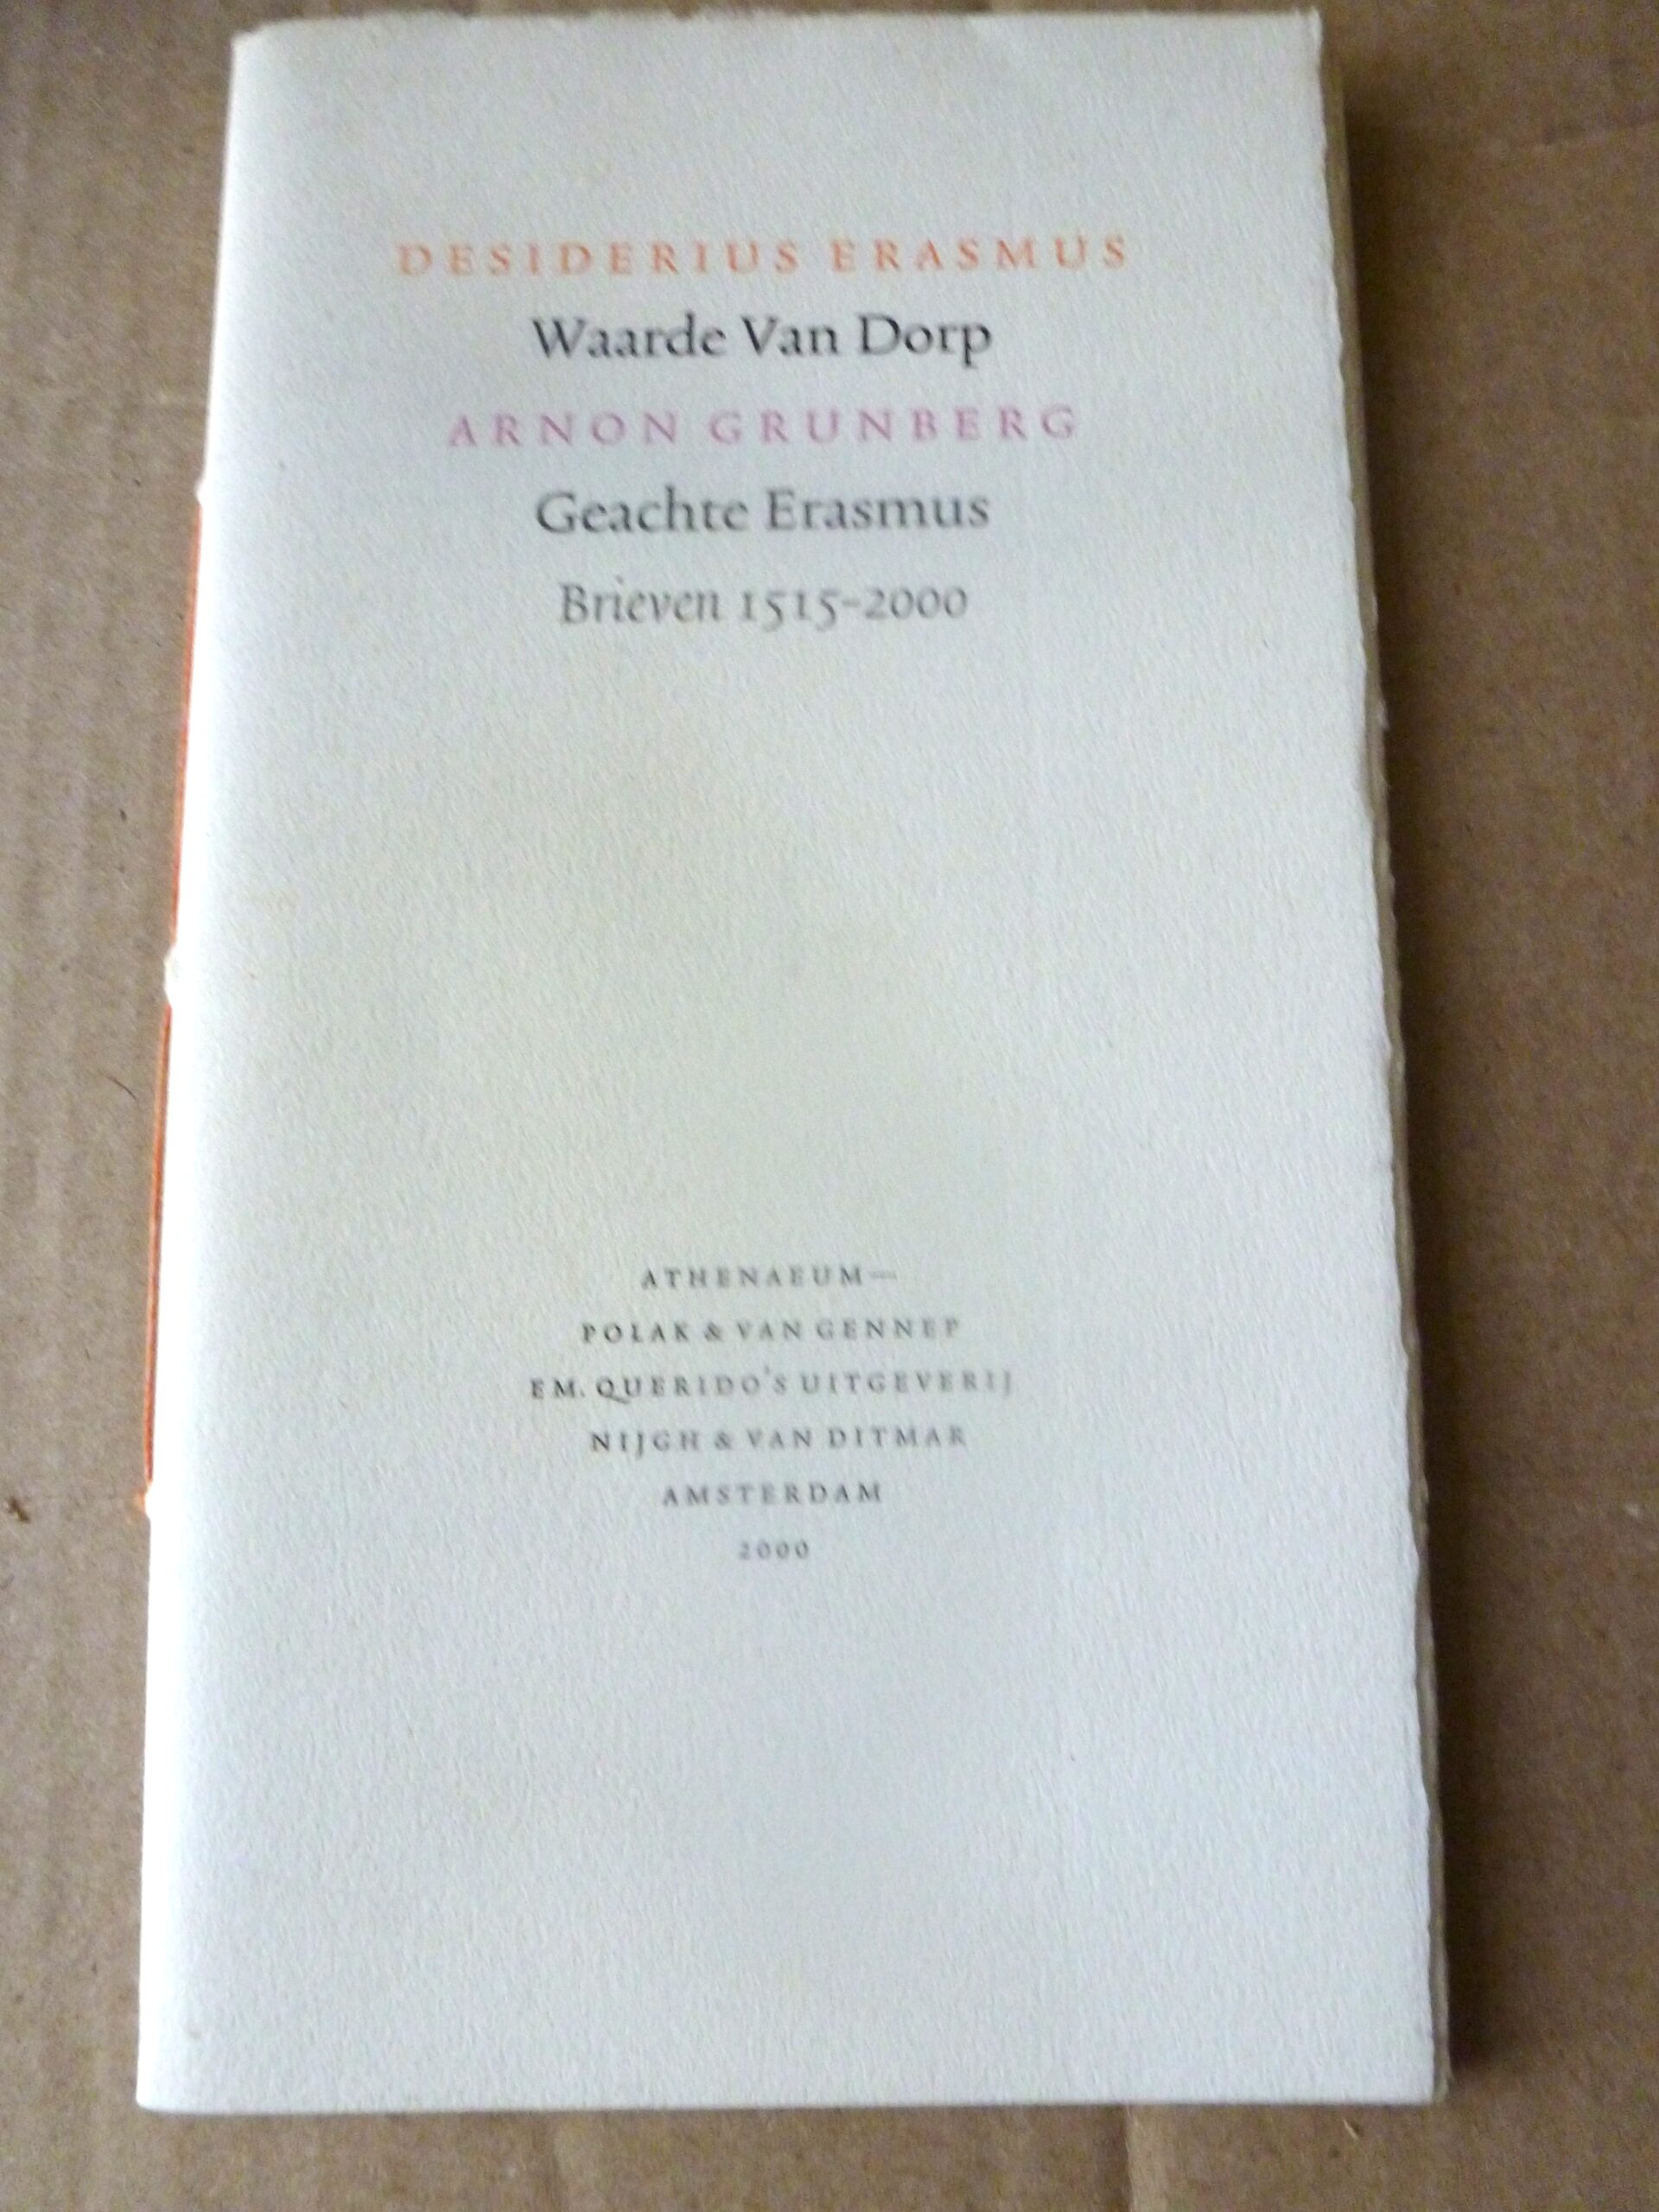 DESIDERIUS ERASMUS
Waarde Van Dorp
ARNON GRUNBERG
Geachte Erasmus
Brieven 1515-2000
ATHENAEUM—
POLAK & VAN GENNEP
EM. QUERIDO'S UITGEVERIJ
NIJGH & VAN DITMAR
AMSTERDAM
2000